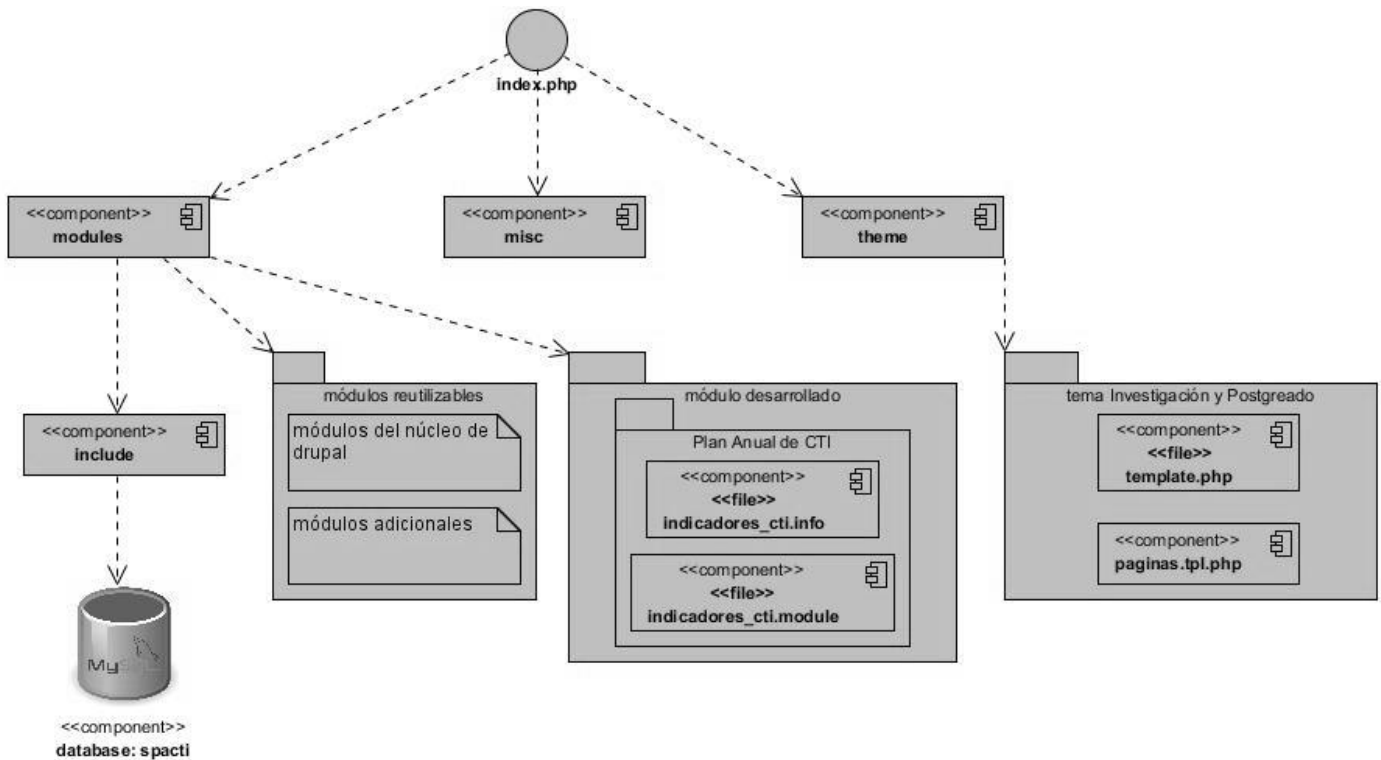 index.php
<<component>>
modules
<<component>>
misc
<<component>>
theme
<<component>>
include
módulos reutilizables
módulos del núcleo de
drupal
módulos adicionales
módulo desarrollado
Plan Anual de CTI
<<component>>
<<file>>
indicadores_cti.info
<<component>>
<<file>>
indicadores_cti.module
tema Investigación y Postgreado
<<component>>
<<file>>
template.php
<<component>>
paginas.tpl.php
MySQL
<<component>>
database: spacti